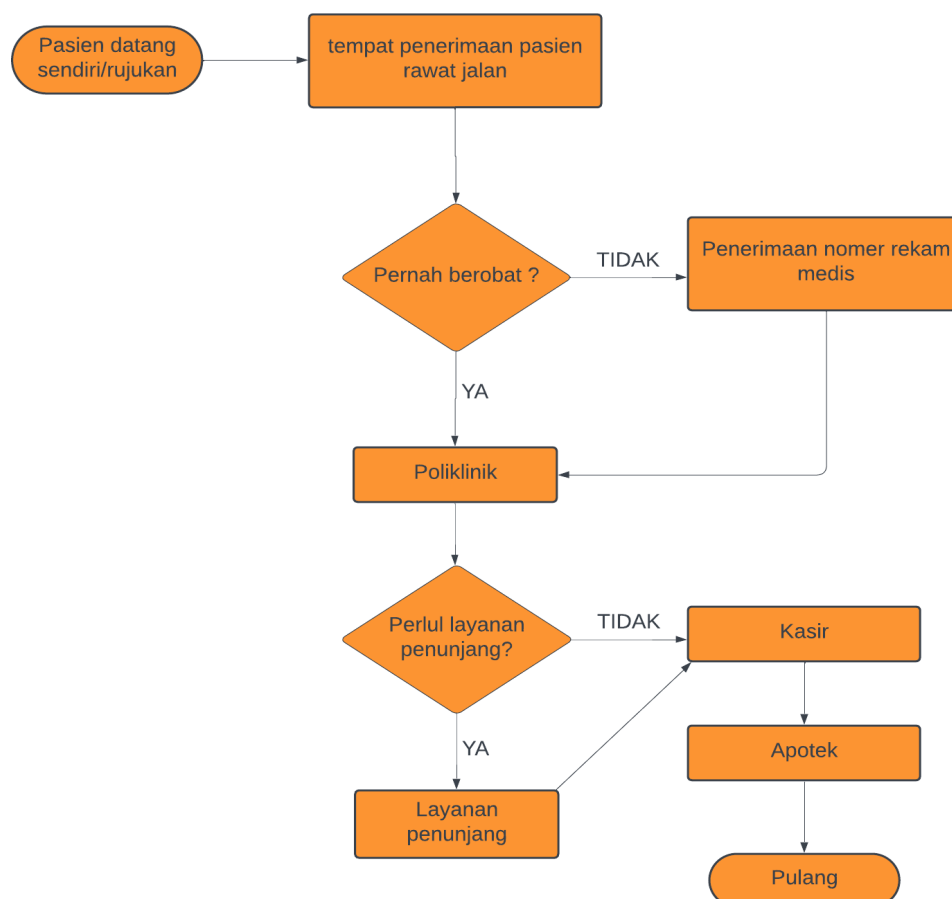 Pasien datang
sendiri/rujukan
tempat penerimaan pasien
rawat jalan
Pernah berobat ?
TIDAK
Penerimaan nomer rekam
medis
YA
Poliklinik
Perlul layanan
penunjang?
TIDAK
Kasir
YA
Apotek
Layanan
penunjang
Pulang